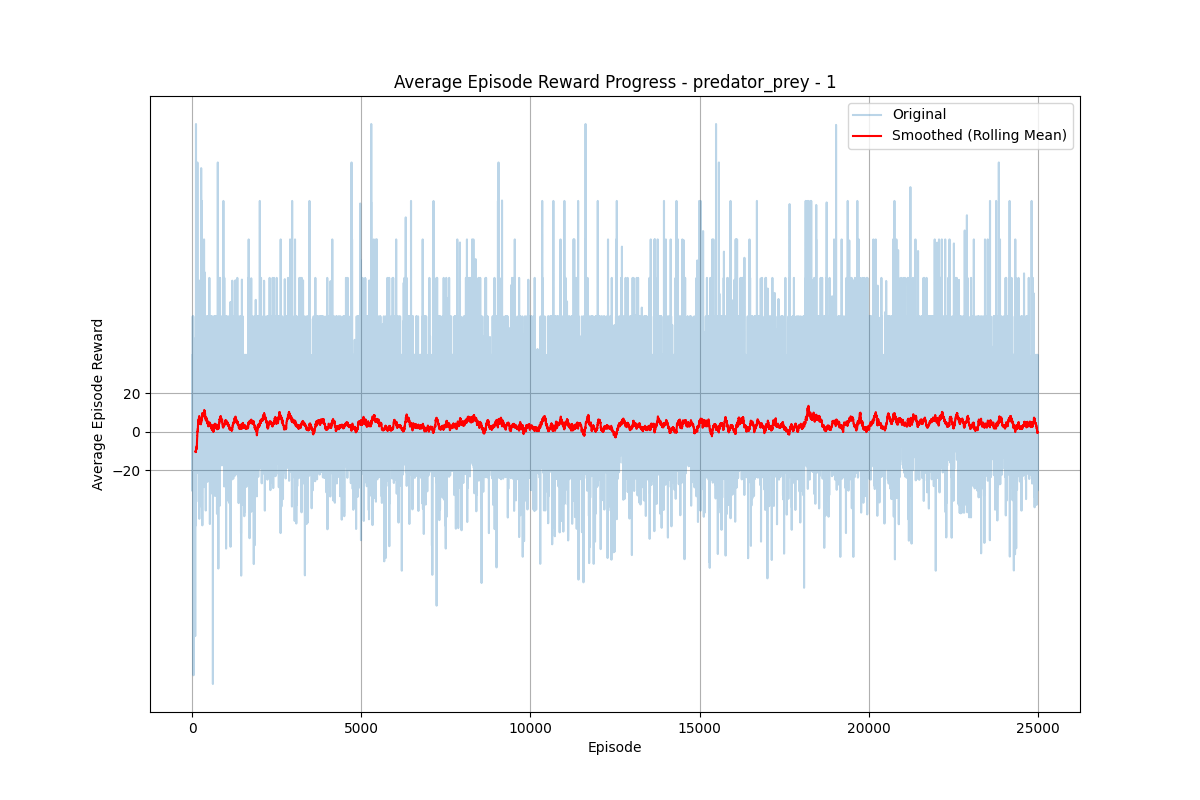 Average Episode Reward Progress - predator_prey - 1
Original
Smoothed (Rolling Mean)
Average Episode Reward
20
0
−20
0
5000
10000
15000
20000
25000
Episode